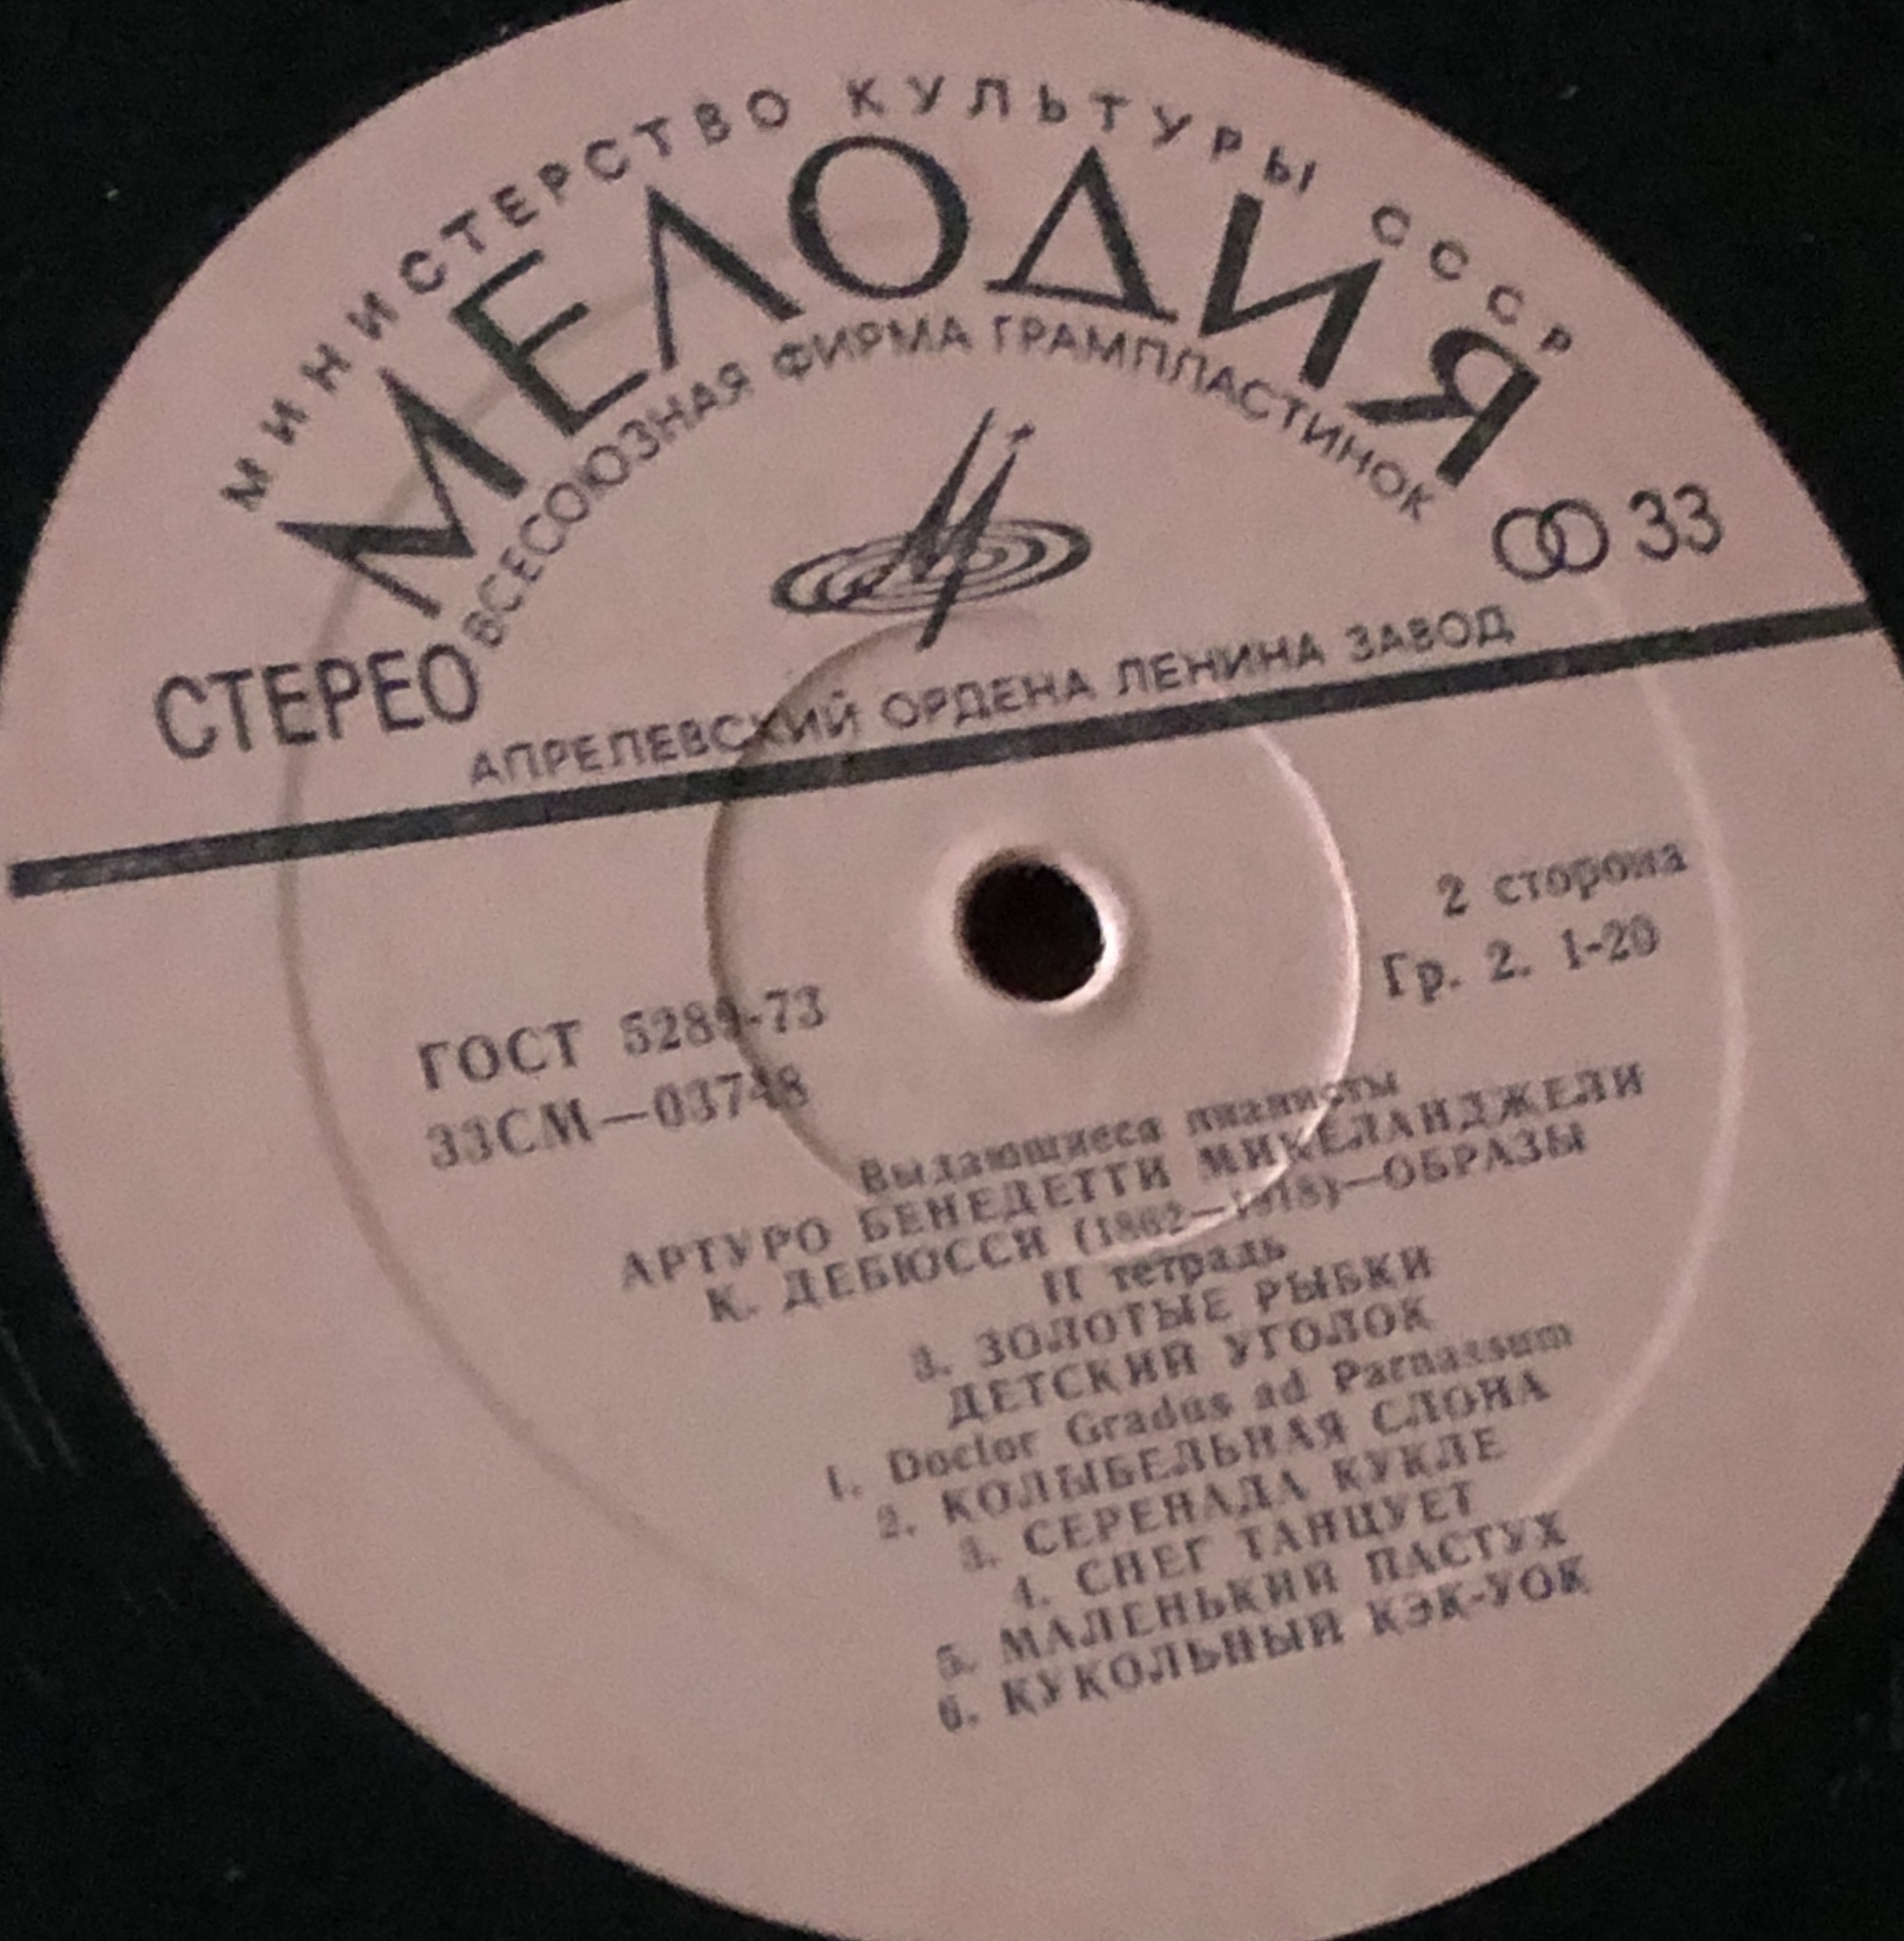 МИНИСТЕРСТВО КУЛЬТУРЫ СССР
МЕЛОДИЯ
ВСЕСОЮЗНАЯ ФИРМА ГРАМПЛАСТИНОК
СТЕРЕО
33
АПРЕЛЕВСКИЙ ОРДЕНА ЛЕНИНА ЗАВОД
2 сторона
Гр. 2. 1-20
ГОСТ 5289-73
33СМ—03748
Выдающиеся пианисты
АРТУРО БЕНЕДЕТТИ МИКЕЛАНДЖЕЛИ
К. ДЕБЮССИ (1862—1918)—ОБРАЗЫ
II тетрадь
3. ЗОЛОТЫЕ РЫБКИ
ДЕТСКИЙ УГОЛОК
1. Doctor Gradus ad Parnassum
2. КОЛЫБЕЛЬНАЯ СЛОНА
3. СЕРЕНАДА КУКЛЕ
4. СНЕГ ТАНЦУЕТ
5. МАЛЕНЬКИЙ ПАСТУХ
6. КУКОЛЬНЫЙ КЭК-УОК